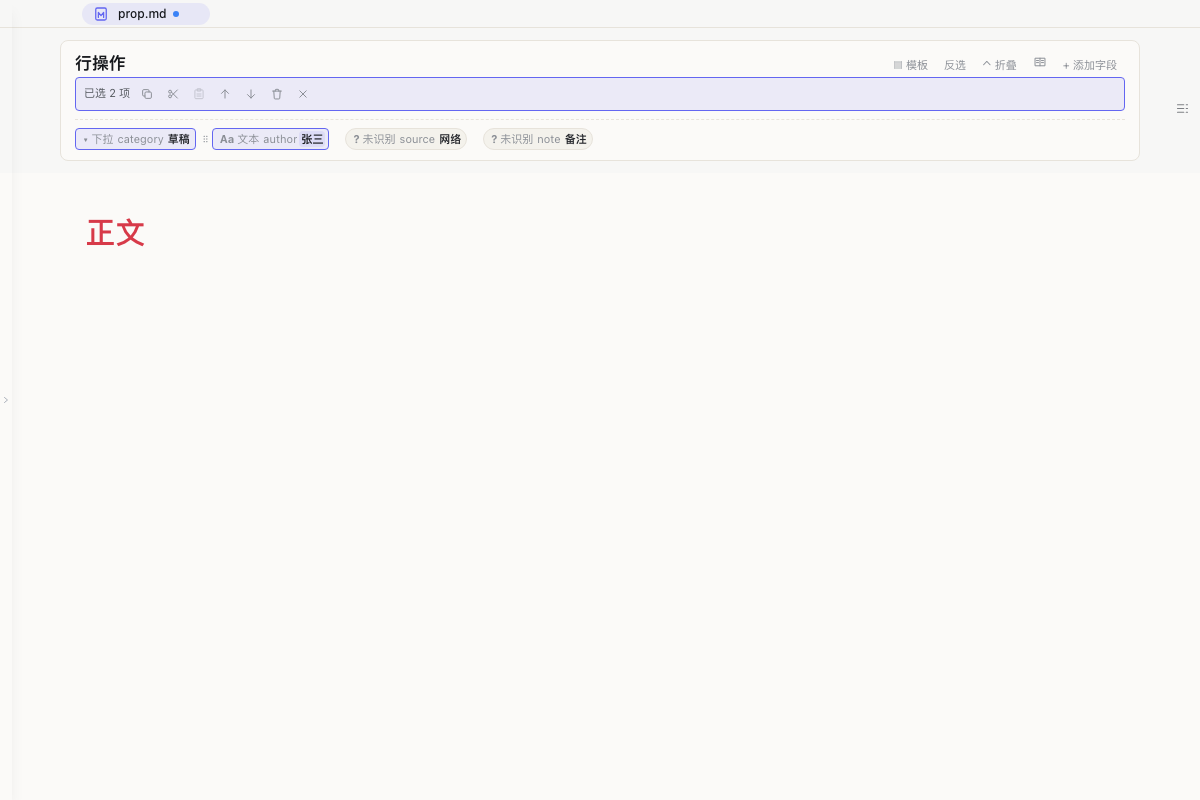 prop.md
行操作
模板 反选 折叠 + 添加字段
已选 2 项
下拉 category 草稿 Aa 文本 author 张三 ? 未识别 source 网络 ? 未识别 note 备注
正文